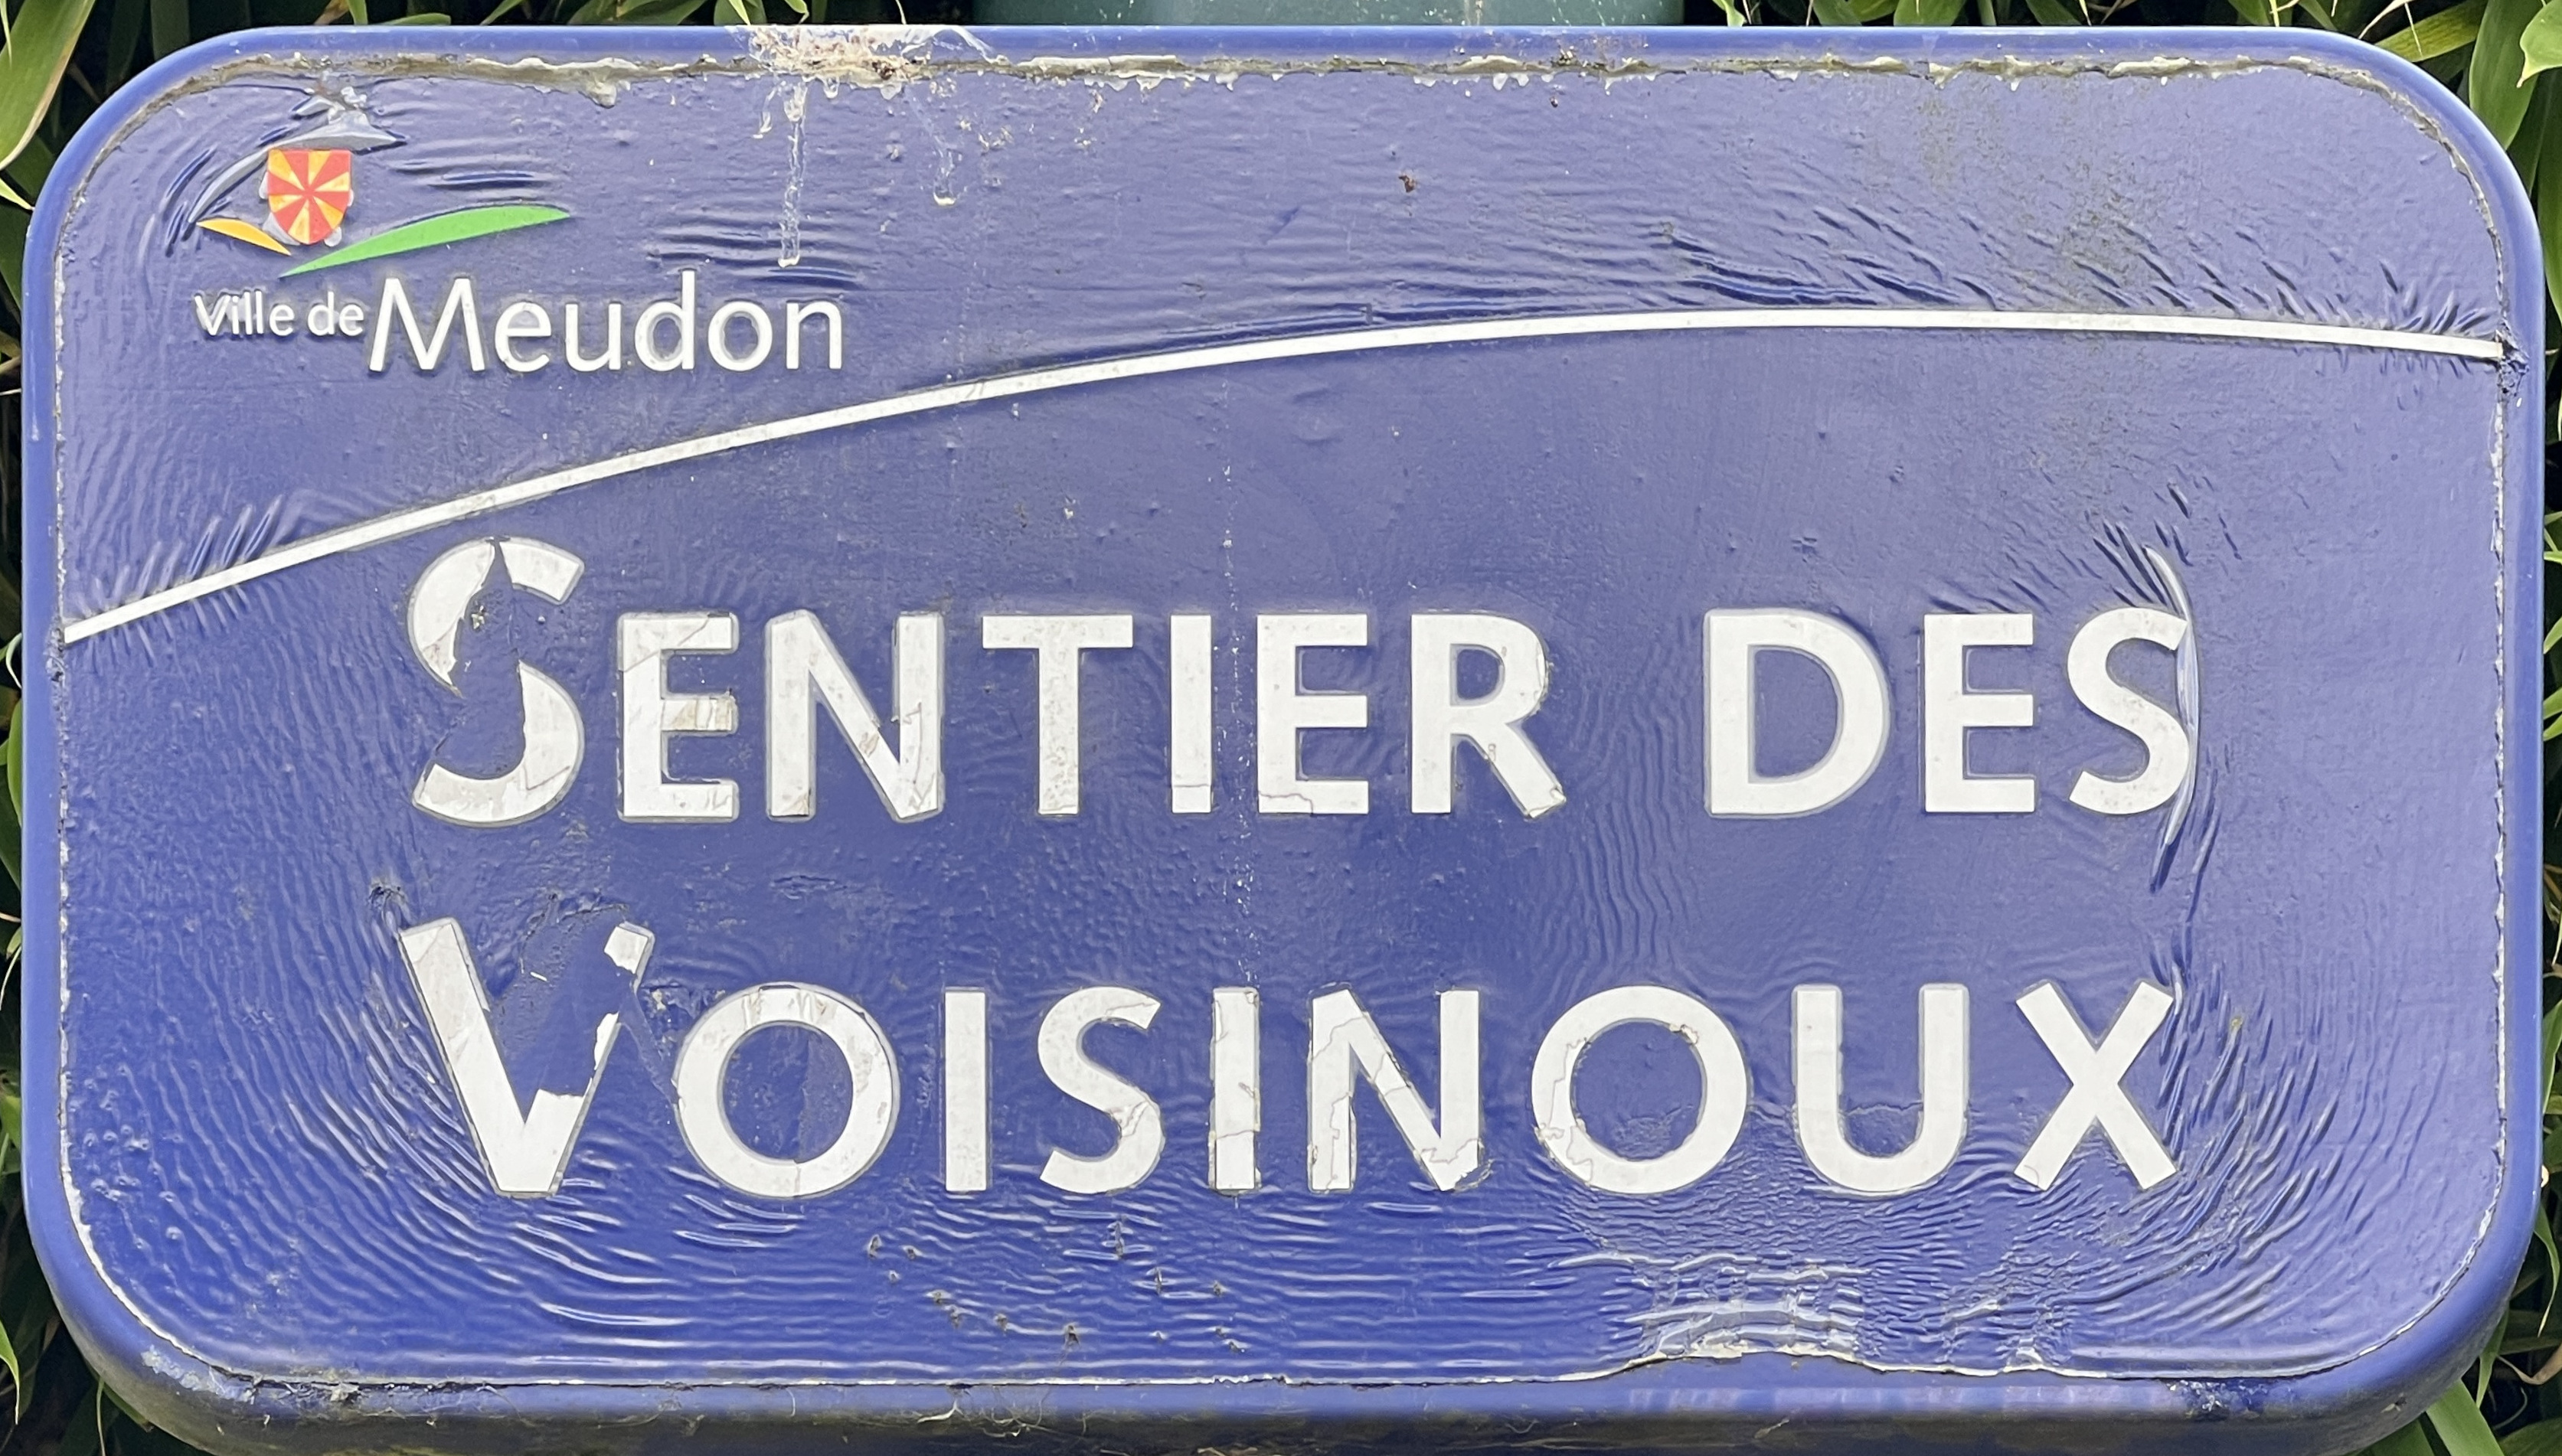 Ville de Meudon
SENTIER DES
VOISINOUX